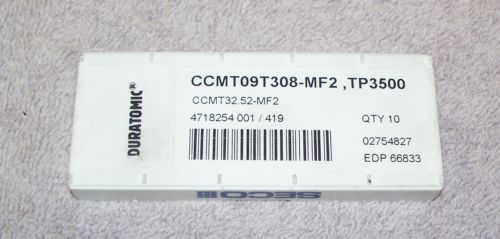 DURATOMIC®
CCMT09T308-MF2 ,TP3500
CCMT32.52-MF2
4718254 001 / 419
QTY 10
02754827
EDP 66833
SECO